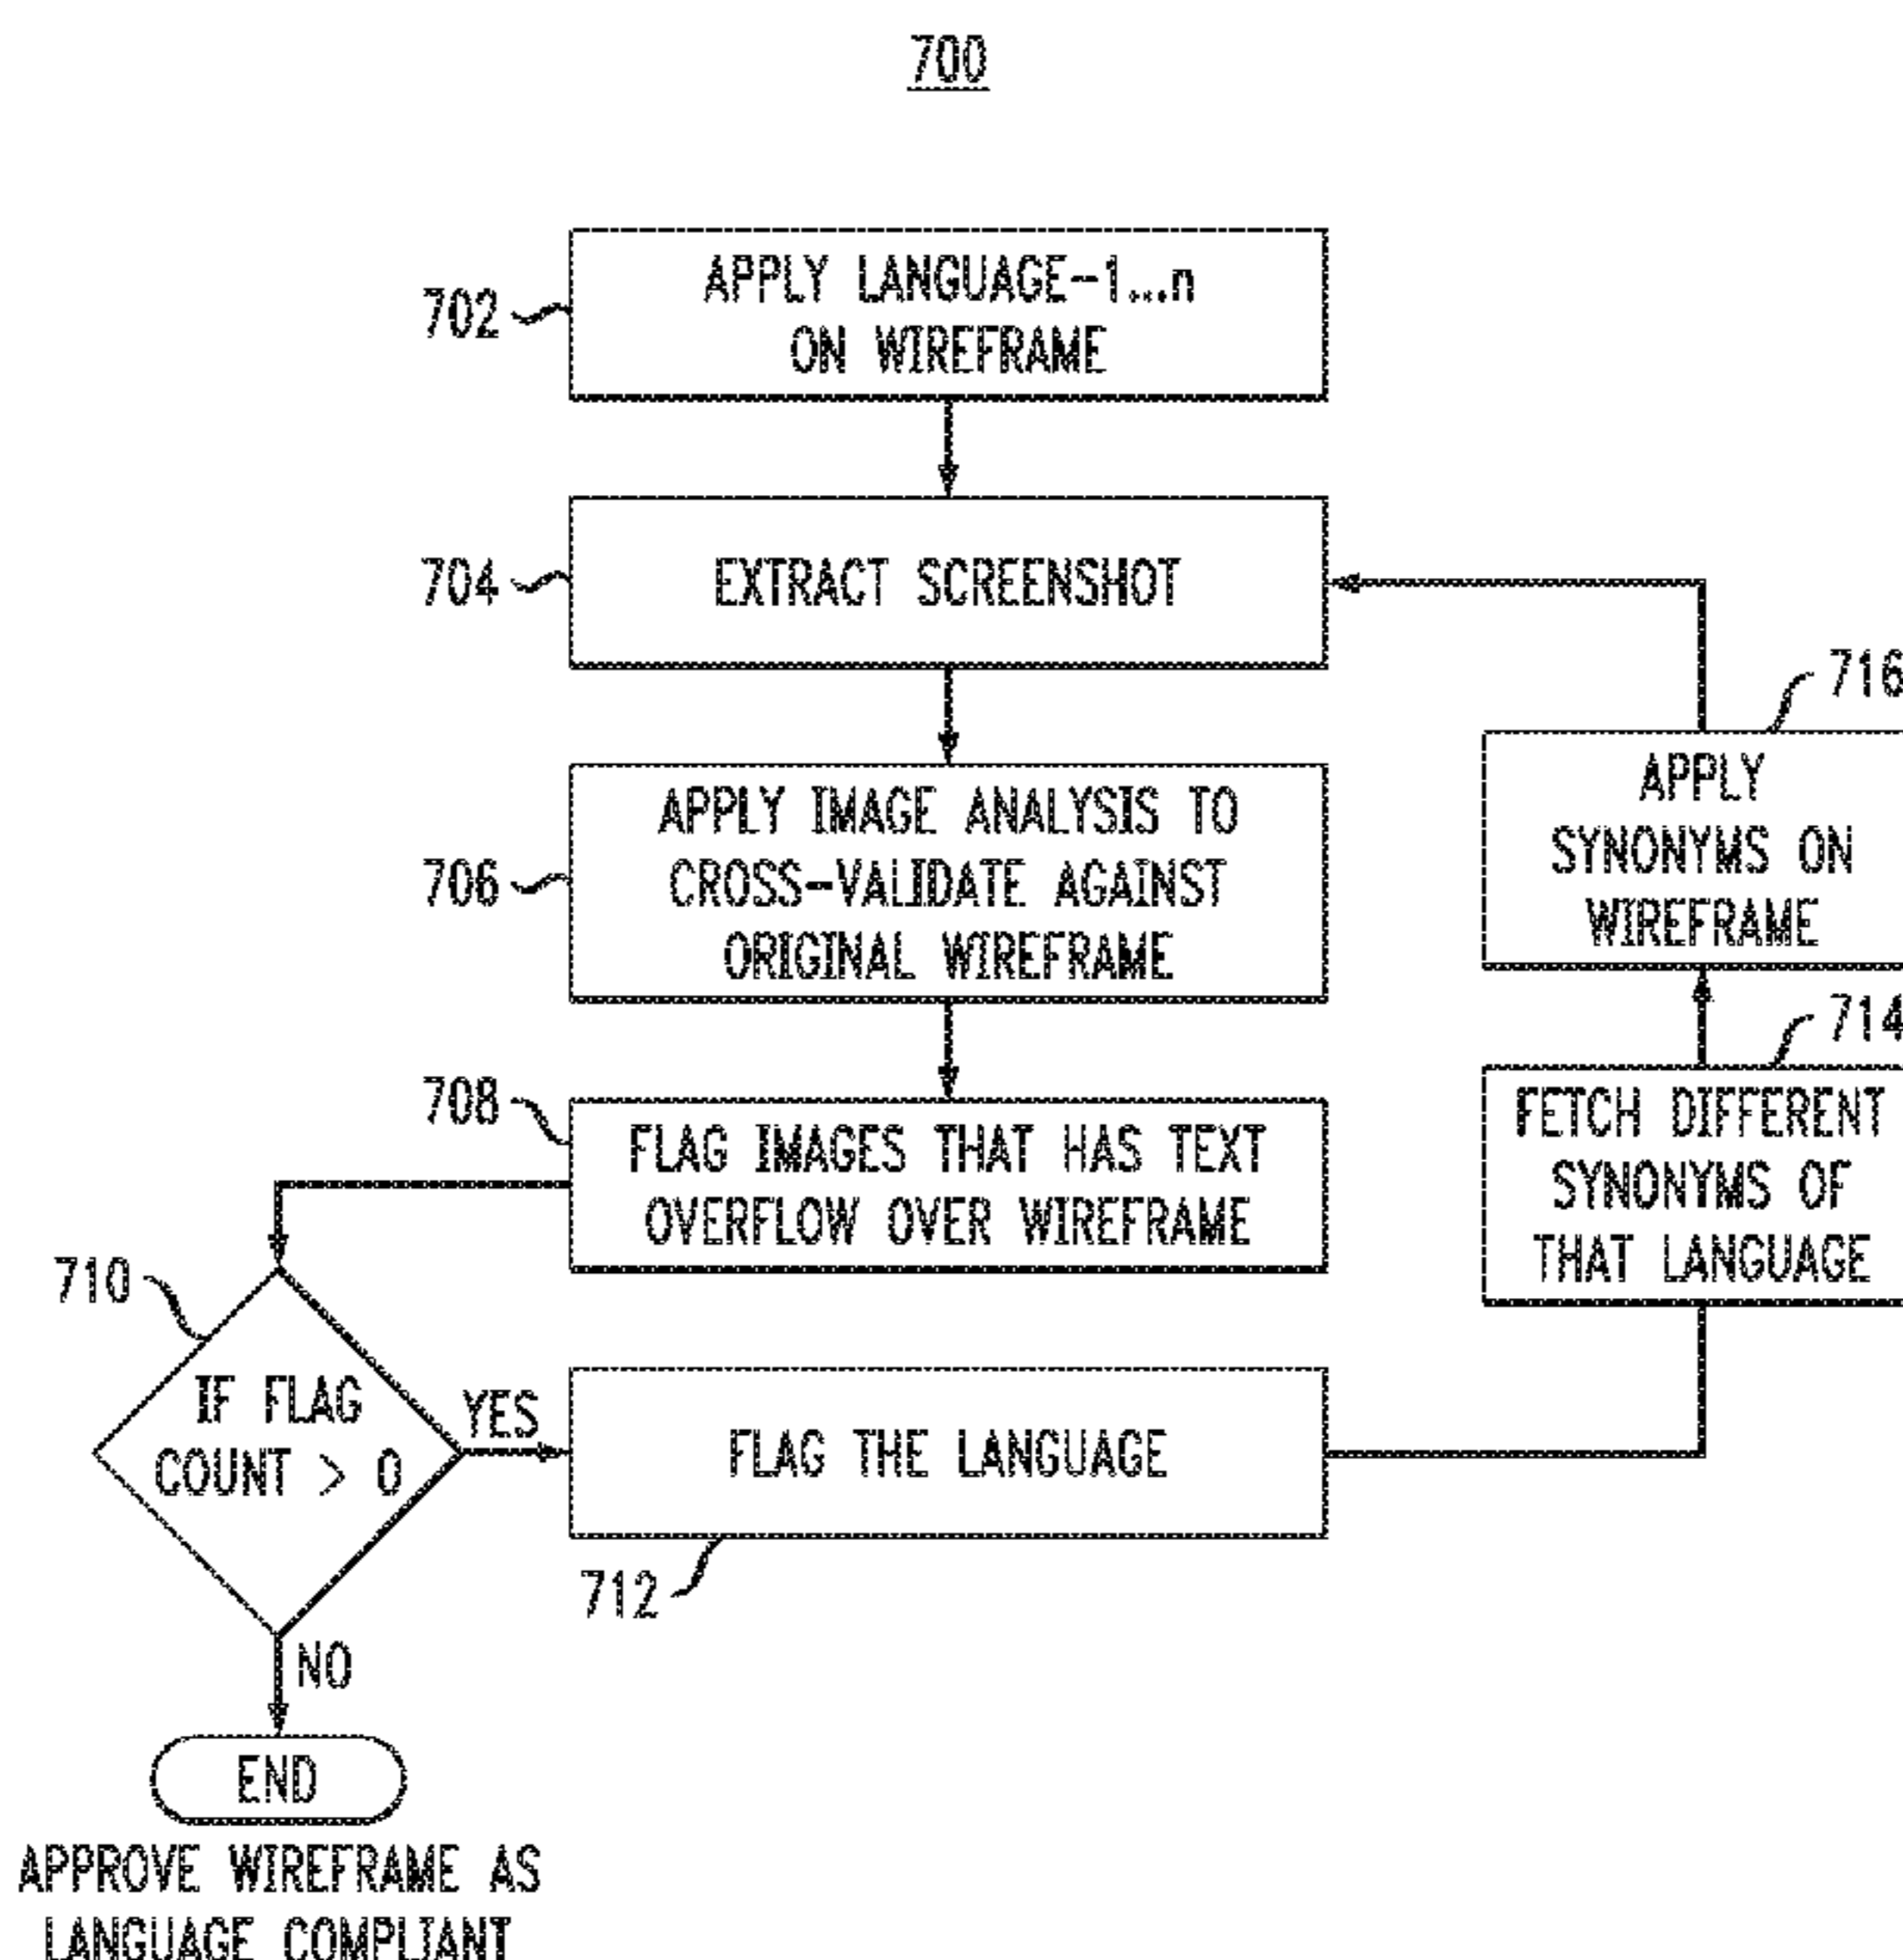 700
702
APPLY LANGUAGE-1...n
ON WIREFRAME
704
EXTRACT SCREENSHOT
706
APPLY IMAGE ANALYSIS TO
CROSS-VALIDATE AGAINST
ORIGINAL WIREFRAME
708
FLAG IMAGES THAT HAS TEXT
OVERFLOW OVER WIREFRAME
710
IF FLAG
COUNT > 0
YES
FLAG THE LANGUAGE
712
714
FETCH DIFFERENT
SYNONYMS OF
THAT LANGUAGE
716
APPLY
SYNONYMS ON
WIREFRAME
NO
END
APPROVE WIREFRAME AS
LANGUAGE COMPLIANT